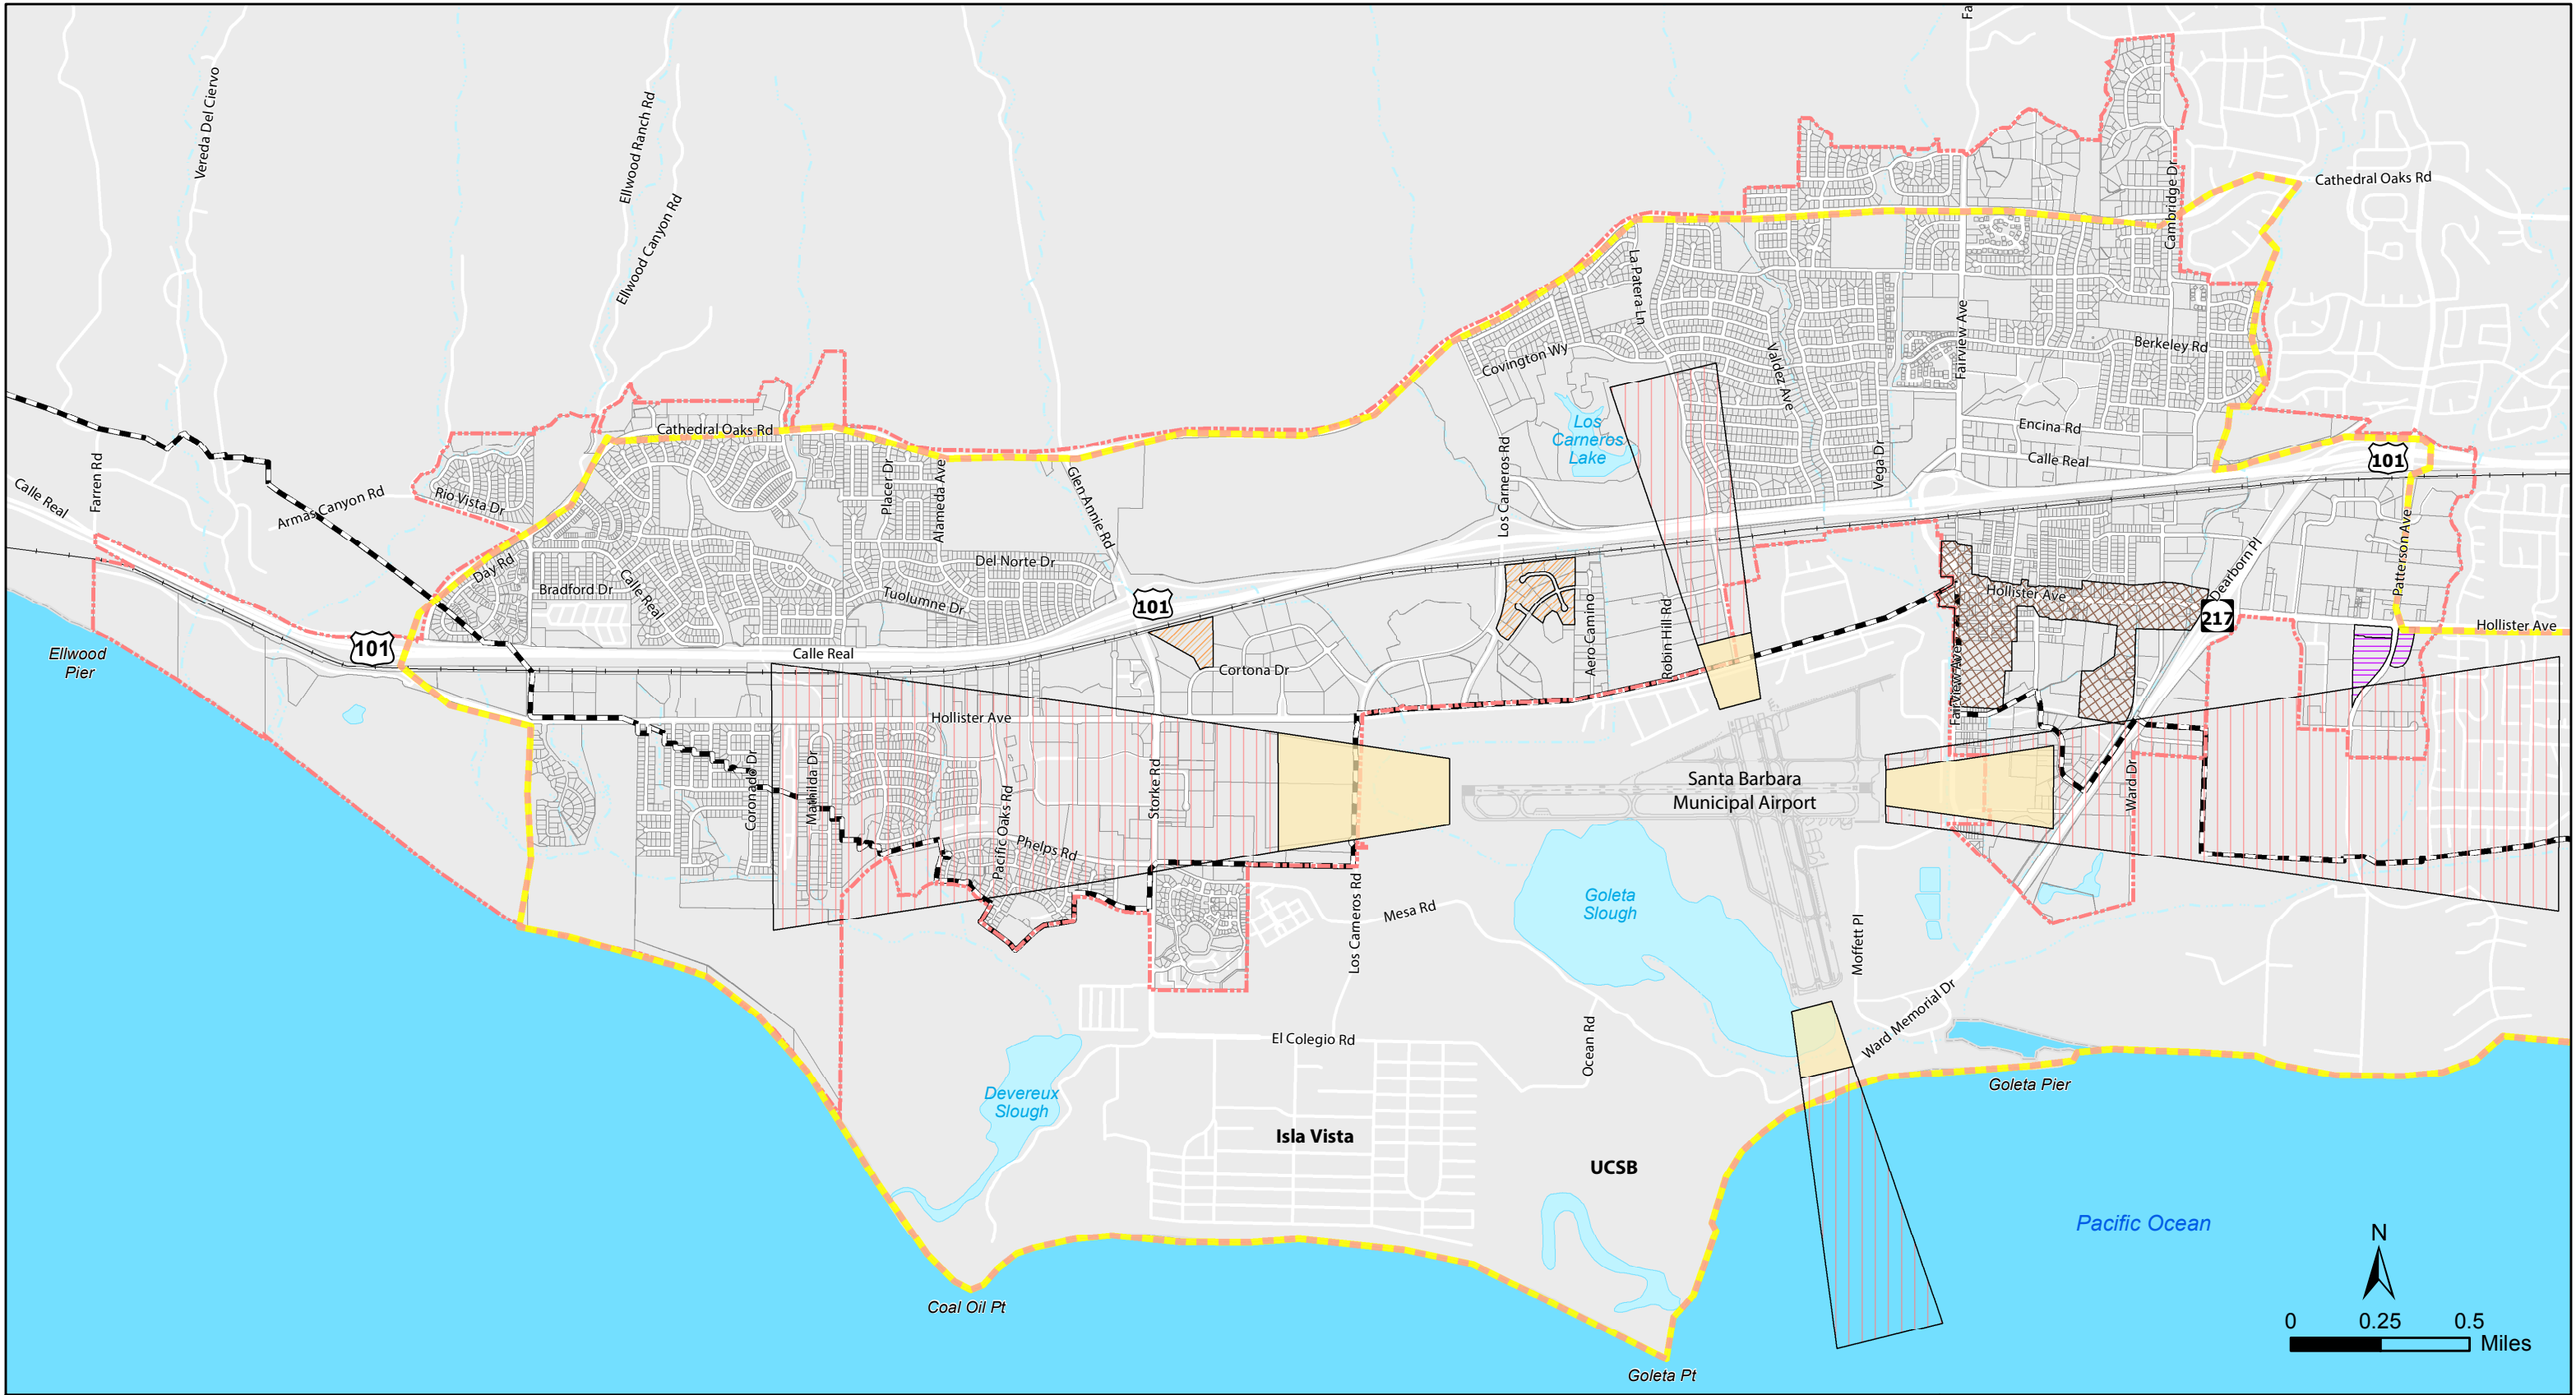 Fa
Vereda Del Ciervo
Ellwood Ranch Rd
Ellwood Canyon Rd
Cathedral Oaks Rd
Cambridge Dr
La Patera Ln
Covington Wy
Valdez Ave
Fairview Ave
Berkeley Rd
Los
Carneros
Lake
Encina Rd
Calle Real
101
Cathedral Oaks Rd
Placer Dr
Alameda Ave
Glen Annie Rd
Los Carneros Rd
Vega Dr
Farren Rd
Calle Real
Armas Canyon Rd
Rio Vista Dr
Day Rd
Bradford Dr
Calle Real
Del Norte Dr
Tuolumne Dr
101
Patterson Ave
Dearborn Pl
Hollister Ave
217
Hollister Ave
Ellwood
Pier
101
Calle Real
Cortona Dr
Aero Camino
Robin Hill Rd
Fairview Ave
Hollister Ave
Coronado Dr
Mathilda Dr
Pacific Oaks Rd
Storke Rd
Phelps Rd
Santa Barbara
Municipal Airport
Ward Dr
Los Carneros Rd
Mesa Rd
Goleta
Slough
Moffett Pl
Ward Memorial Dr
El Colegio Rd
Ocean Rd
Goleta Pier
Devereux
Slough
Isla Vista
UCSB
Pacific Ocean
Coal Oil Pt
Goleta Pt
N
0 0.25 0.5
Miles